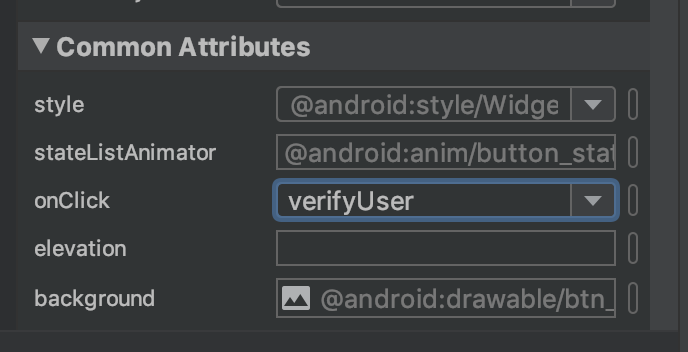 Common Attributes
style @android:style/Widge
stateListAnimator @android:anim/button_stat
onClick verifyUser
elevation
background @android:drawable/btn_